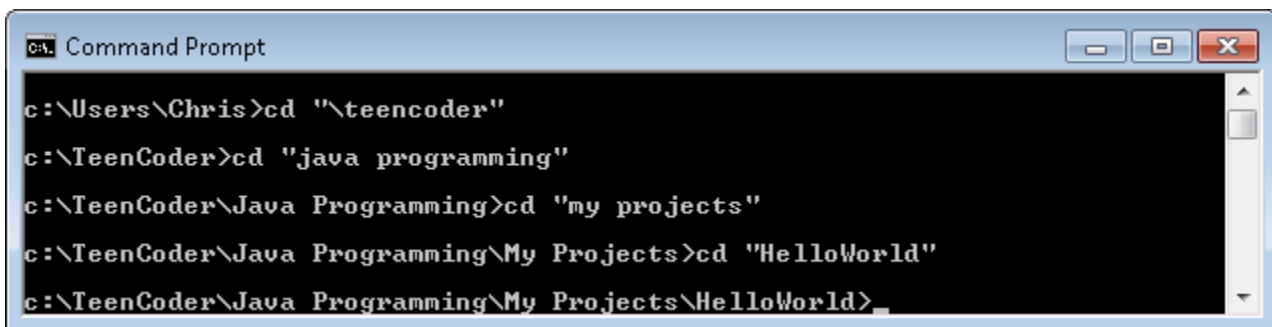 C:\. Command Prompt
c:\Users\Chris>cd "\teencoder"
c:\TeenCoder>cd "java programming"
c:\TeenCoder\Java Programming>cd "my projects"
c:\TeenCoder\Java Programming\My Projects>cd "HelloWorld"
c:\TeenCoder\Java Programming\My Projects\HelloWorld>_